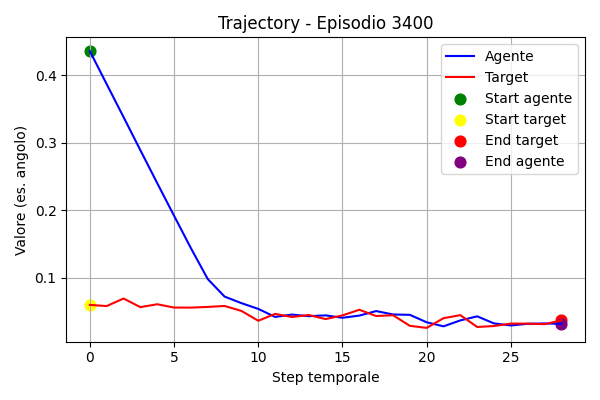 Trajectory - Episodio 3400
Agente
Target
Start agente
Start target
End target
End agente
Valore (es. angolo)
0.4
0.3
0.2
0.1
0
5
10
15
20
25
Step temporale